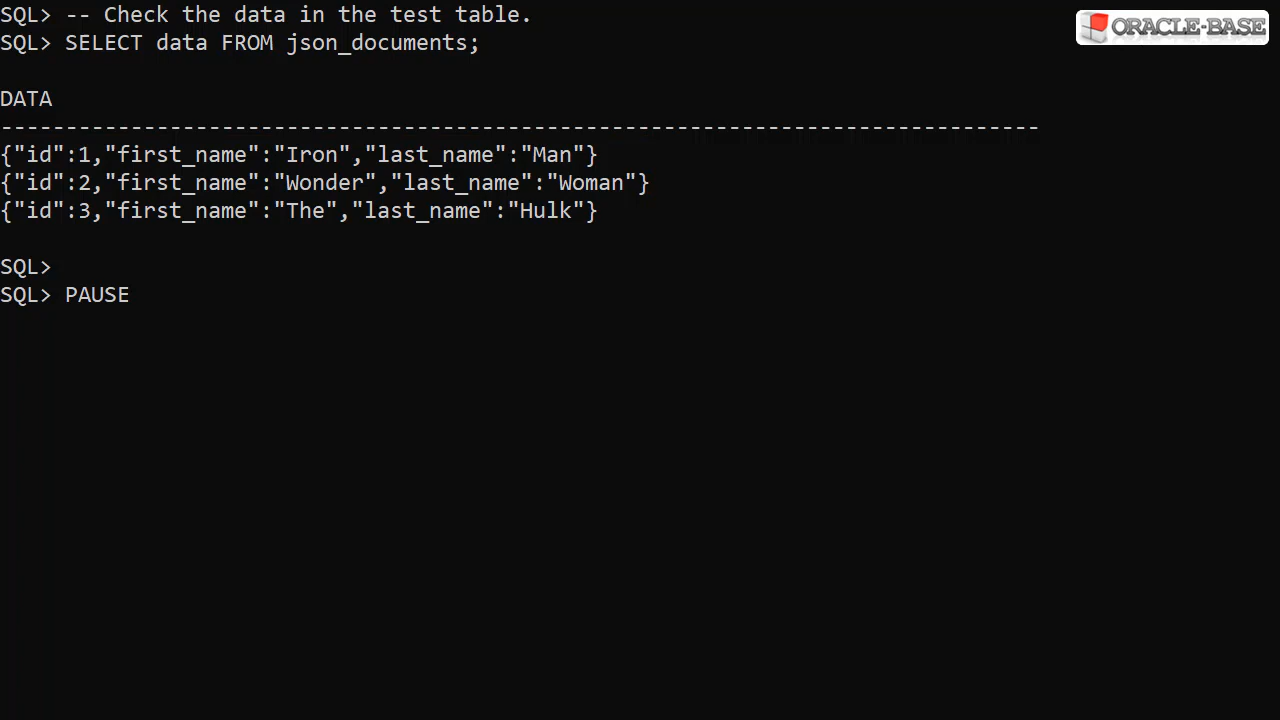 SQL> -- Check the data in the test table.
SQL> SELECT data FROM json_documents;
ORACLE-BASE
DATA
--------------------------------------------------------------------------------
{"id":1,"first_name":"Iron","last_name":"Man"}
{"id":2,"first_name":"Wonder","last_name":"Woman"}
{"id":3,"first_name":"The","last_name":"Hulk"}
SQL>
SQL> PAUSE